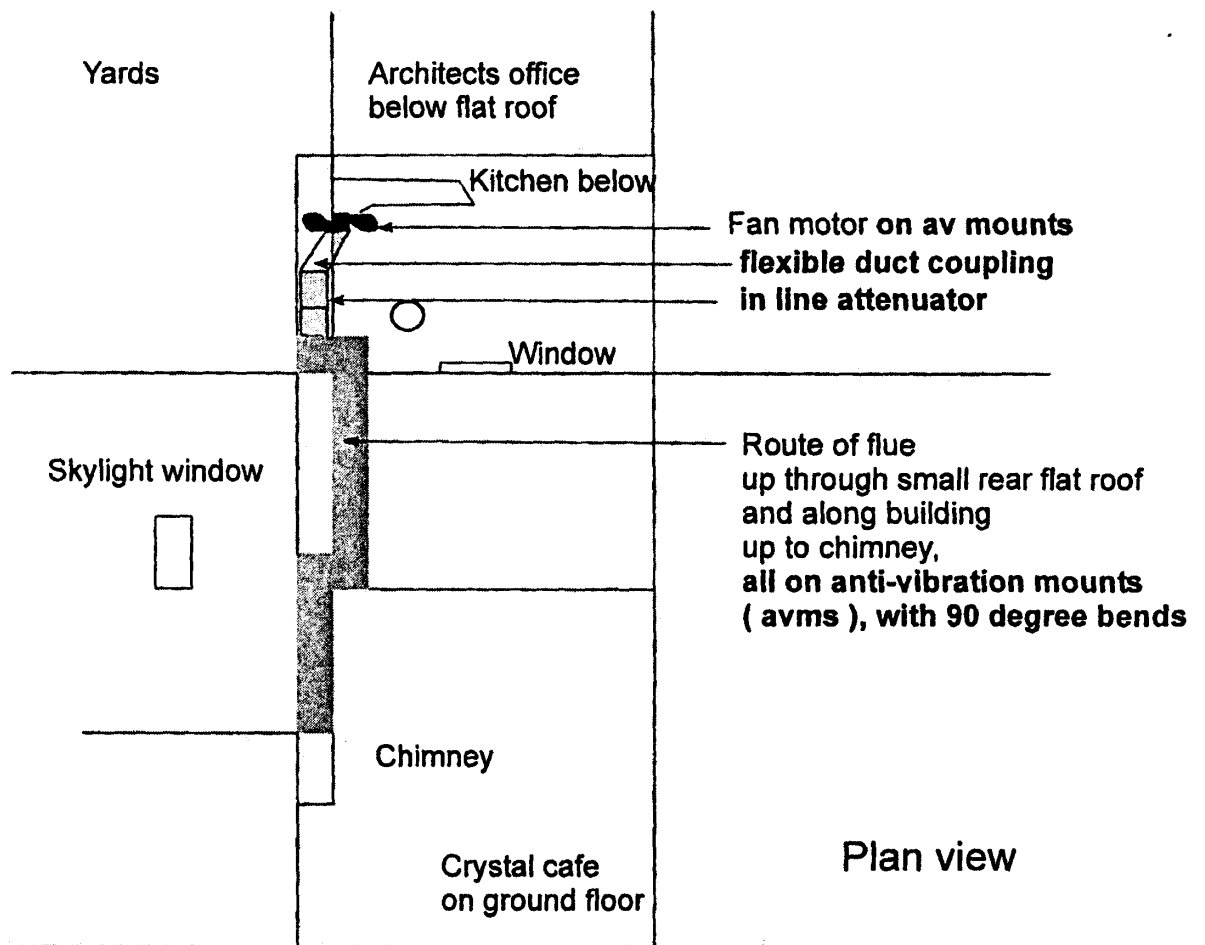 Yards
Architects office
below flat roof
Kitchen below
Fan motor on av mounts
flexible duct coupling
in line attenuator
Window
Skylight window
Route of flue
up through small rear flat roof
and along building
up to chimney,
all on anti-vibration mounts
( avms ), with 90 degree bends
Chimney
Crystal cafe
on ground floor
Plan view